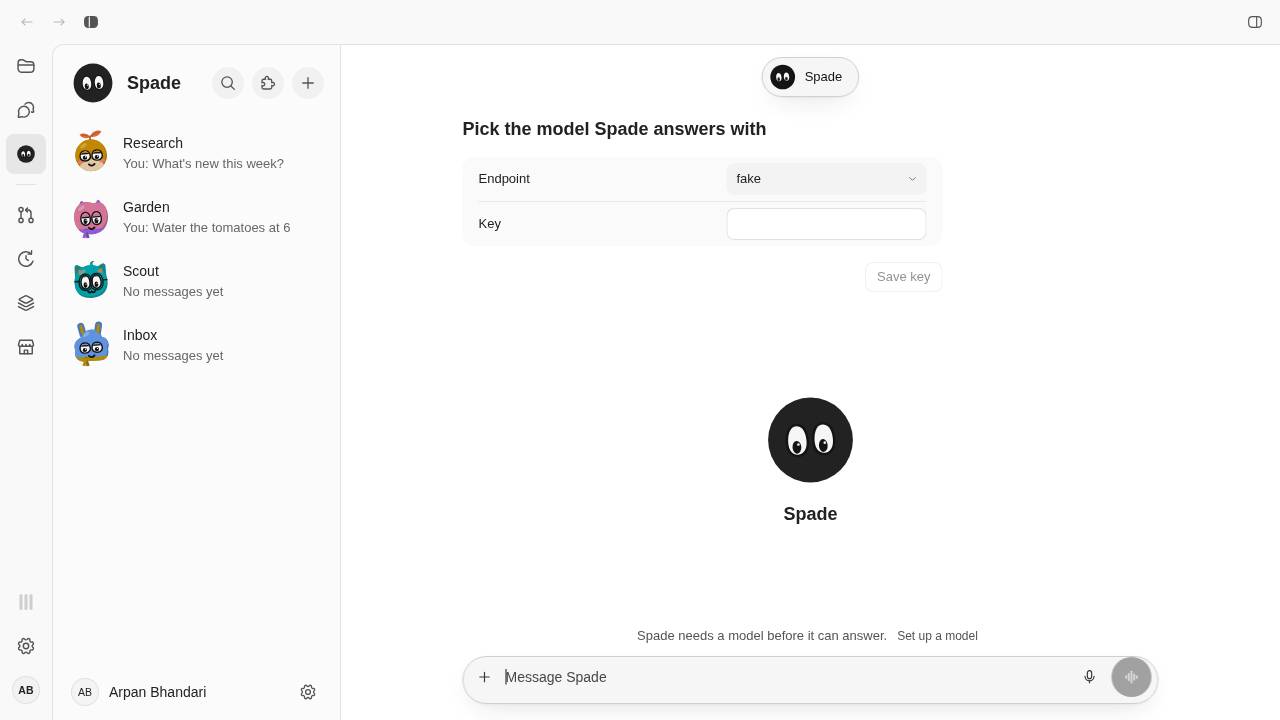 Spade
Research
You: What's new this week?
Garden
You: Water the tomatoes at 6
Scout
No messages yet
Inbox
No messages yet
AB
AB
Arpan Bhandari
Spade
Pick the model Spade answers with
Endpoint
fake
Key
Save key
Spade
Spade needs a model before it can answer. Set up a model
Message Spade